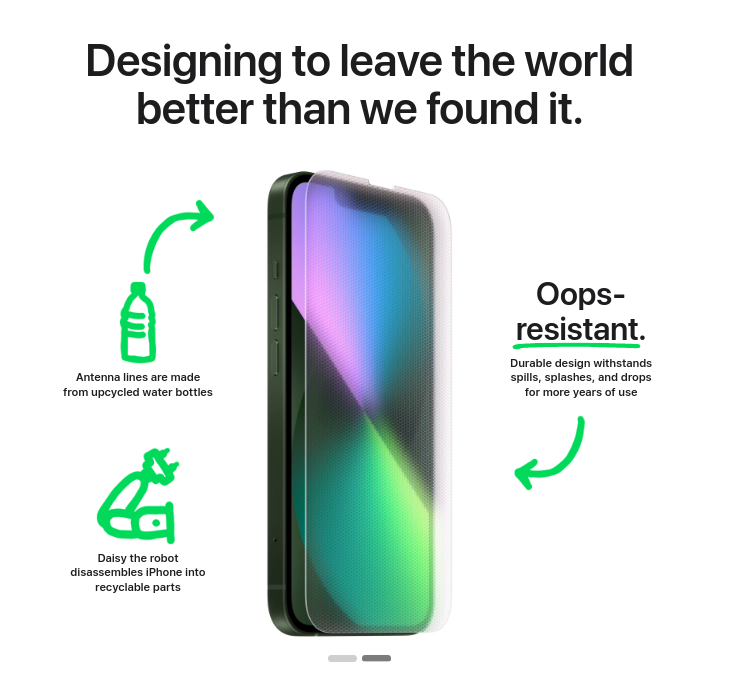 Designing to leave the world
better than we found it.
Antenna lines are made
from upcycled water bottles
Daisy the robot
disassembles iPhone into
recyclable parts
Oops-
resistant.
Durable design withstands
spills, splashes, and drops
for more years of use